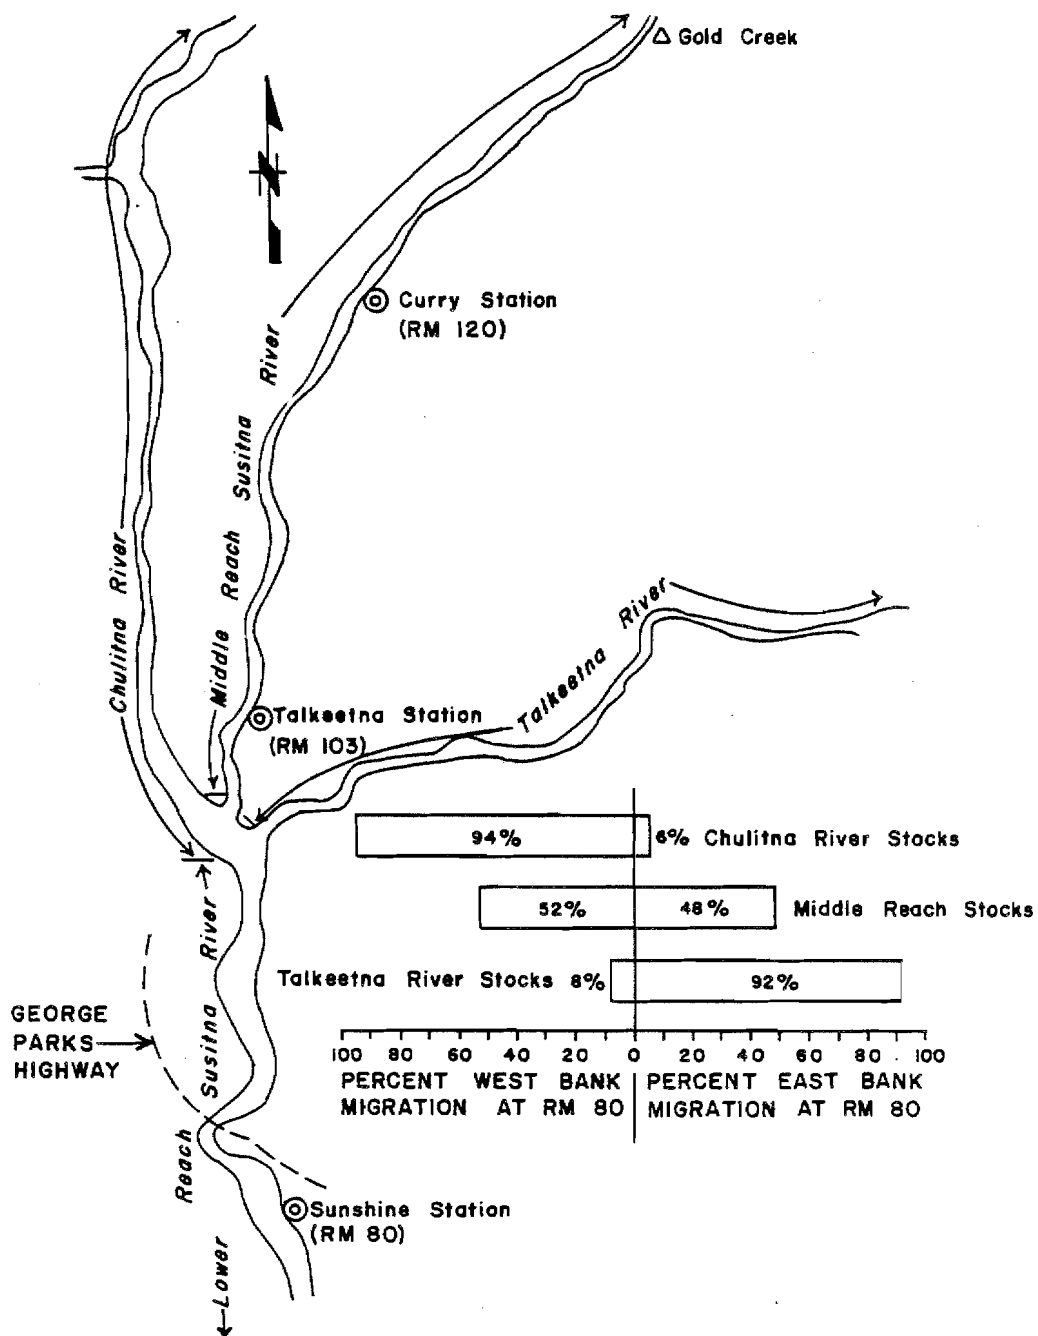 Gold Creek
Curry Station
(RM 120)
Middle Reach Susitna River
Chulitna River
Talkeetna River
Talkeetna Station
(RM 103)
94%
6% Chulitna River Stocks
52%
48%
Middle Reach Stocks
Talkeetna River Stocks 8%
92%
100 80 60 40 20 0 20 40 60 80 100
PERCENT WEST BANK
MIGRATION AT RM 80
PERCENT EAST BANK
MIGRATION AT RM 80
GEORGE
PARKS
HIGHWAY
Lower Reach Susitna River
Sunshine Station
(RM 80)